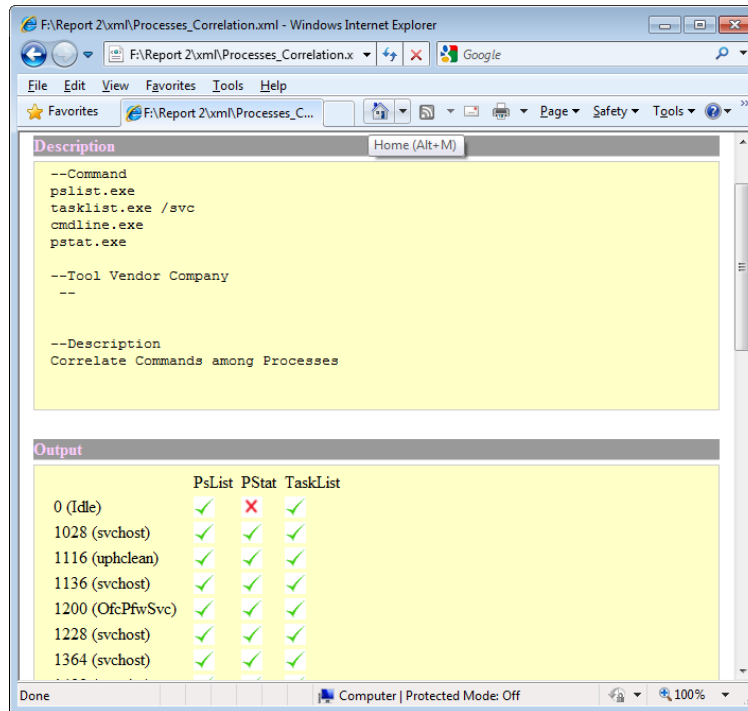 F:\Report 2\xml\Processes_Correlation.xml - Windows Internet Explorer
F:\Report 2\xml\Processes_Correlation.x
Google
File Edit View Favorites Tools Help
Favorites F:\Report 2\xml\Processes_C... Page Safety Tools
Home (Alt+M)
Description
--Command
pslist.exe
tasklist.exe /svc
cmdline.exe
pstat.exe
--Tool Vendor Company
--
--Description
Correlate Commands among Processes
Output
PsList PStat TaskList
0 (Idle)
1028 (svchost)
1116 (uphclean)
1136 (svchost)
1200 (OfcPfwSvc)
1228 (svchost)
1364 (svchost)
Done Computer | Protected Mode: Off 100%